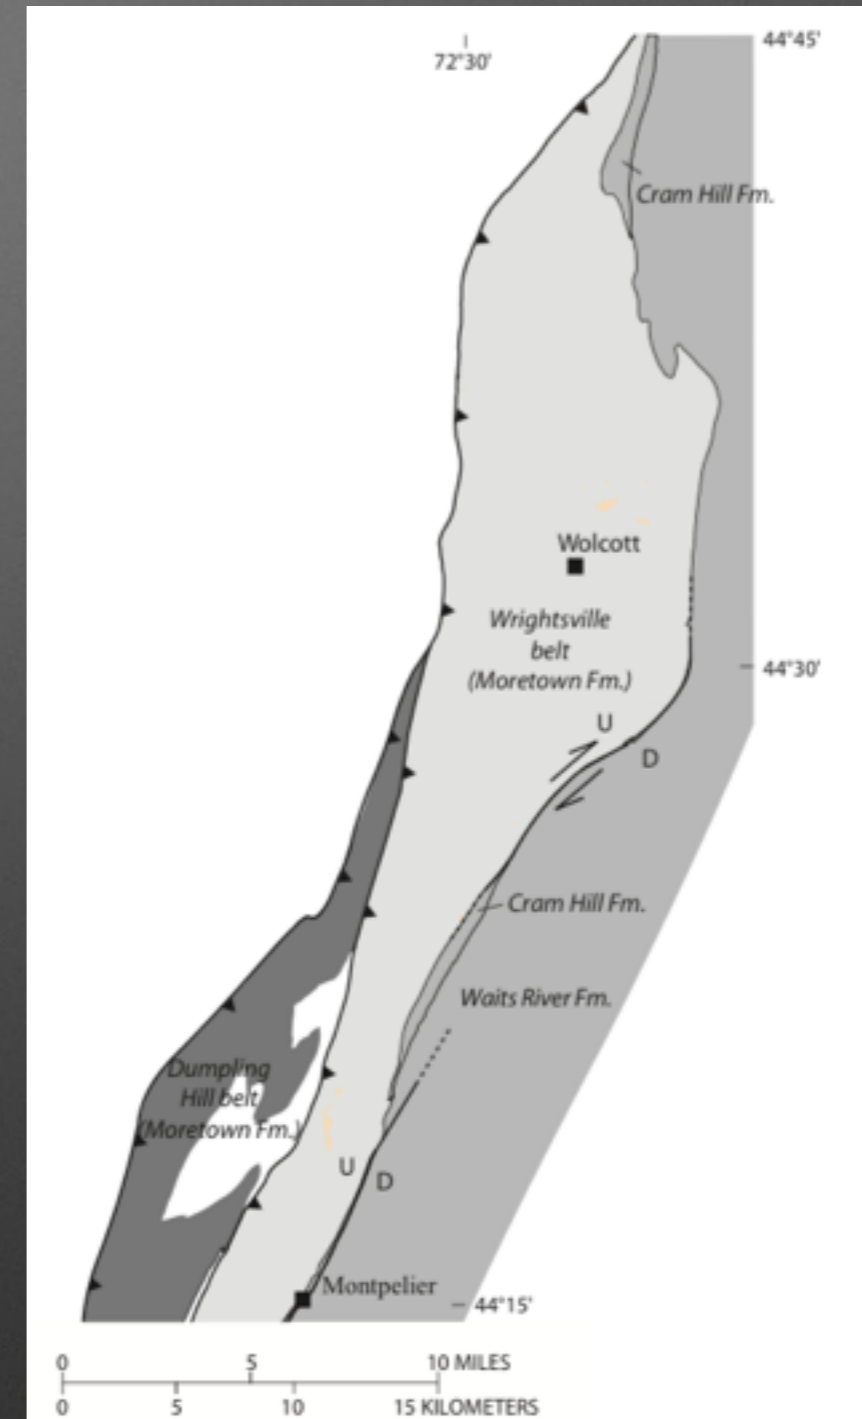 72°30'
44°45'
Cram Hill Fm.
Wolcott
Wrightsville
belt
(Moretown Fm.)
44°30'
U
D
Cram Hill Fm.
Waits River Fm.
Dumpling
Hill belt
(Moretown Fm.)
U
D
Montpelier
44°15'
0 5 10 MILES
0 5 10 15 KILOMETERS